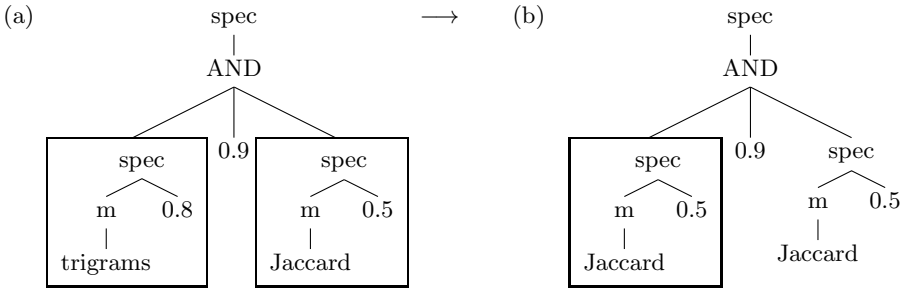 (a) spec ⟶ (b) spec
AND AND
spec 0.9 spec spec 0.9 spec
m 0.8 m 0.5 m 0.5 m 0.5
trigrams Jaccard Jaccard Jaccard